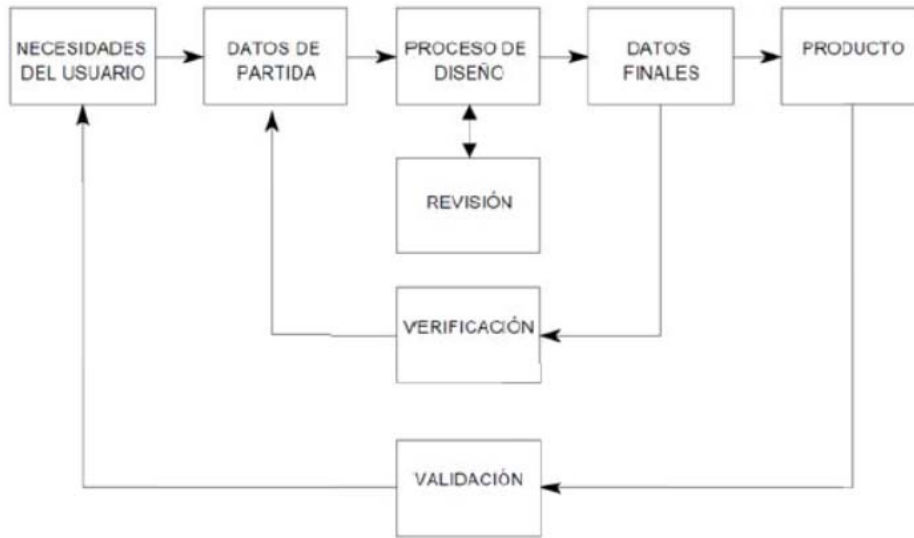 NECESIDADES
DEL USUARIO
DATOS DE
PARTIDA
PROCESO DE
DISEÑO
DATOS
FINALES
PRODUCTO
REVISIÓN
VERIFICACIÓN
VALIDACIÓN